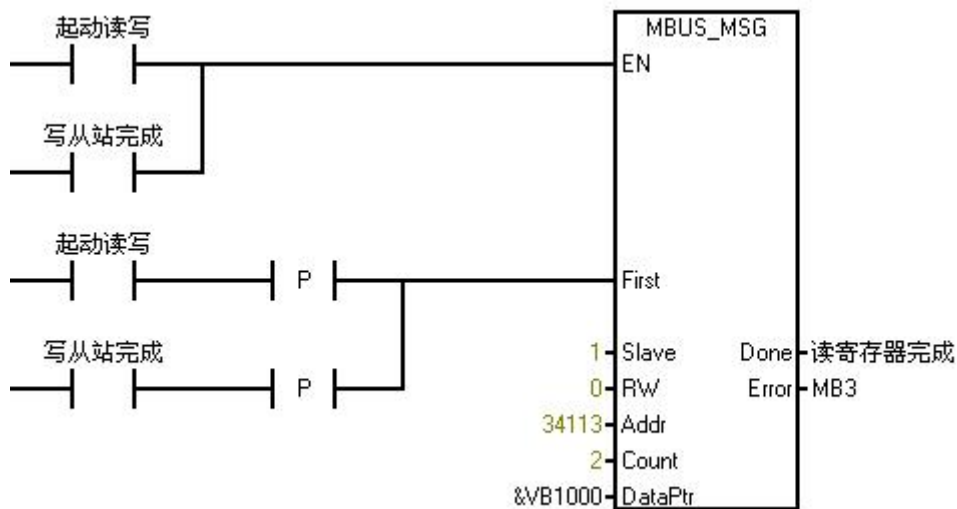 起动读写
MBUS_MSG
EN
写从站完成
起动读写
P
First
写从站完成
P
1 Slave Done 读寄存器完成
0 RW Error MB3
34113 Addr
2 Count
&VB1000 DataPtr